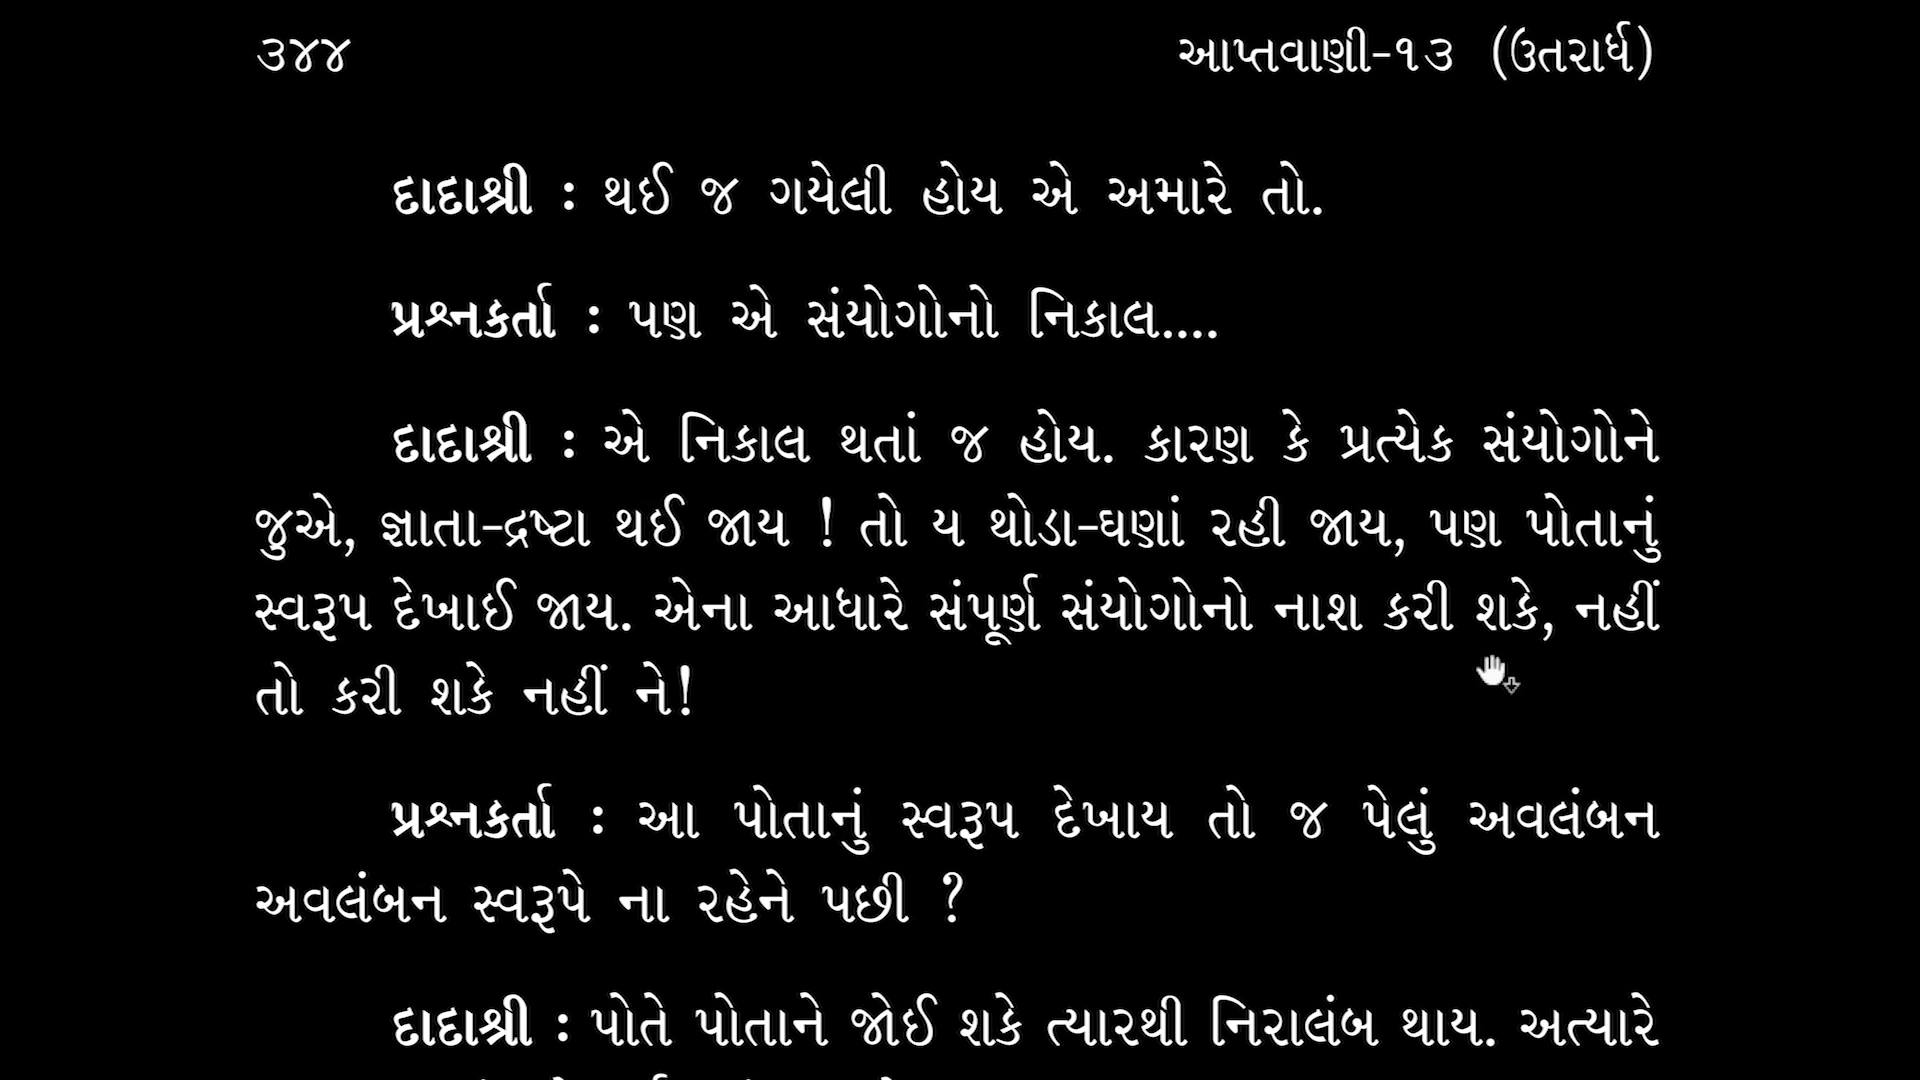 ૩૪૪ આપ્તવાણી-૧૩ (ઉતરાર્ધ)
દાદાશ્રી : થઈ જ ગયેલી હોય એ અમારે તો.
પ્રશ્નકર્તા : પણ એ સંયોગોનો નિકાલ....
દાદાશ્રી : એ નિકાલ થતાં જ હોય. કારણ કે પ્રત્યેક સંયોગોને
જુએ, જ્ઞાતા-દ્રષ્ટા થઈ જાય ! તો ય થોડા-ઘણાં રહી જાય, પણ પોતાનું
સ્વરૂપ દેખાઈ જાય. એના આધારે સંપૂર્ણ સંયોગોનો નાશ કરી શકે, નહીં
તો કરી શકે નહીં ને!
પ્રશ્નકર્તા : આ પોતાનું સ્વરૂપ દેખાય તો જ પેલું અવલંબન
અવલંબન સ્વરૂપે ના રહેને પછી ?
દાદાશ્રી : પોતે પોતાને જોઈ શકે ત્યારથી નિરાલંબ થાય. અત્યારે